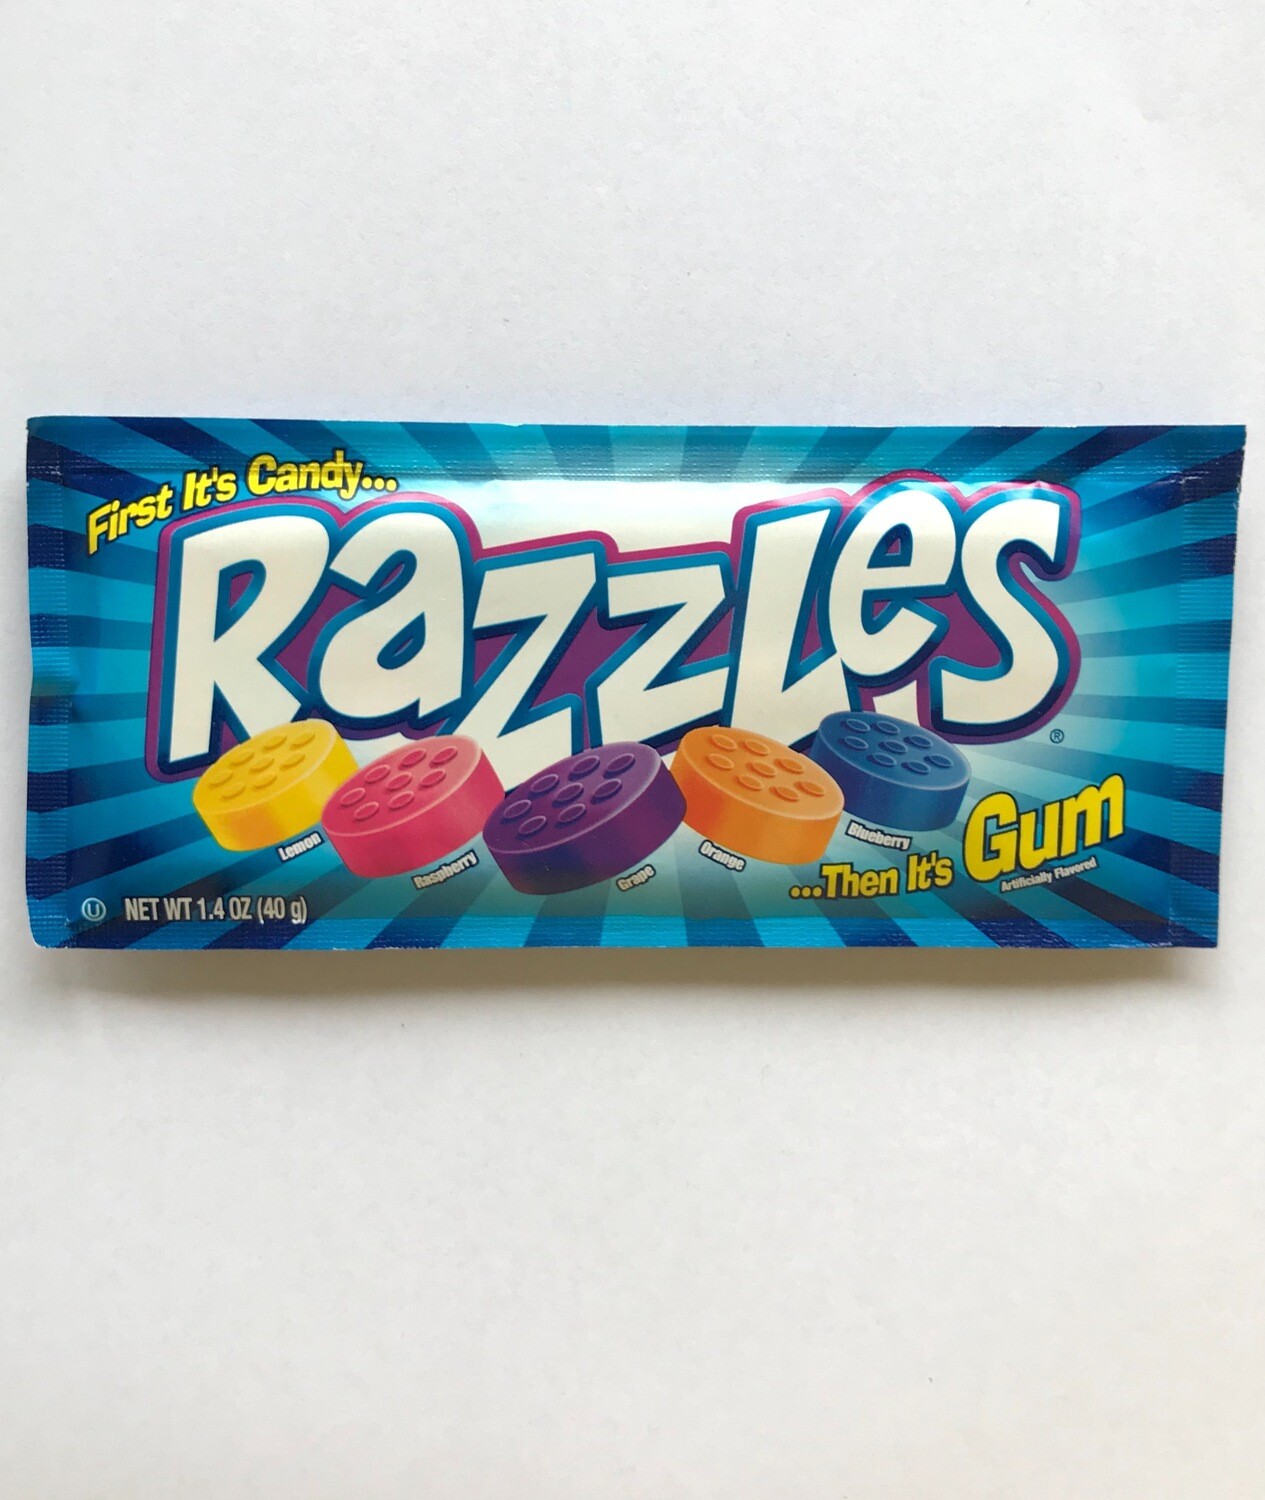 First It's Candy...
Razzles
®
Lemon
Raspberry
Grape
Orange
Blueberry
...Then It's Gum
Artificially Flavored
U NET WT 1.4 OZ (40 g)